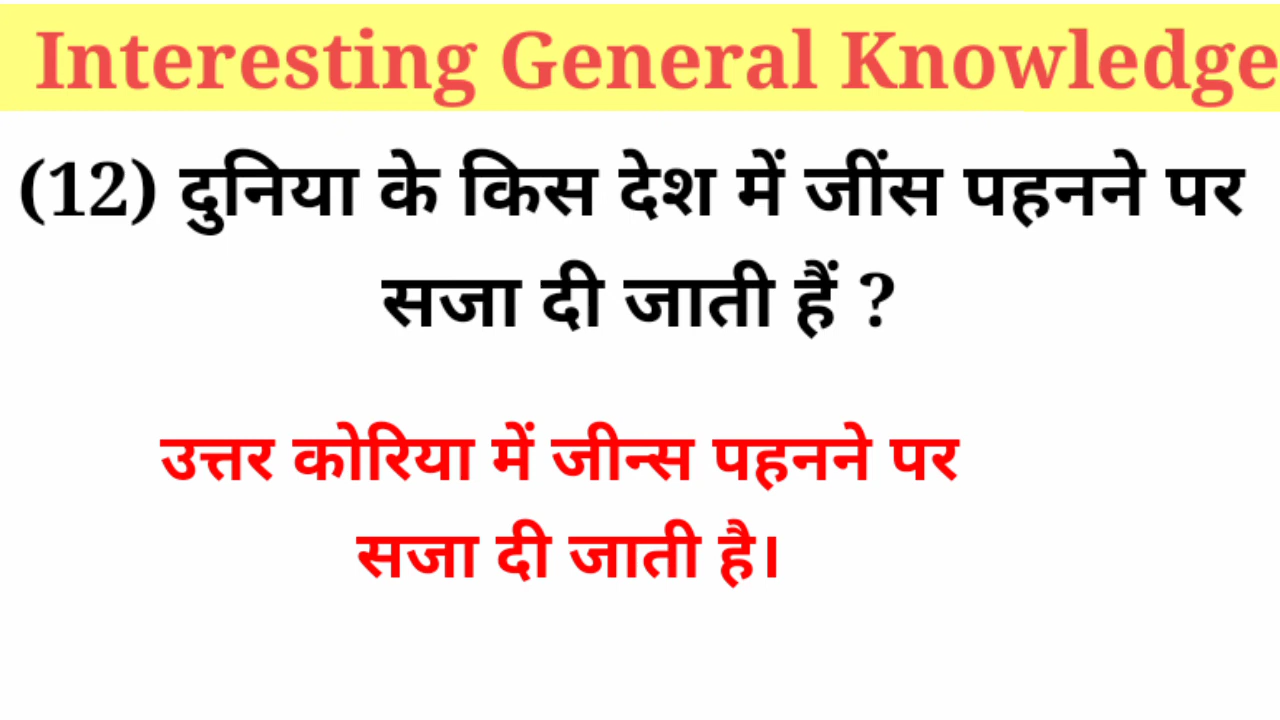 Interesting General Knowledge
(12) दुनिया के किस देश में जींस पहनने पर
सजा दी जाती हैं ?
उत्तर कोरिया में जीन्स पहनने पर
सजा दी जाती है।